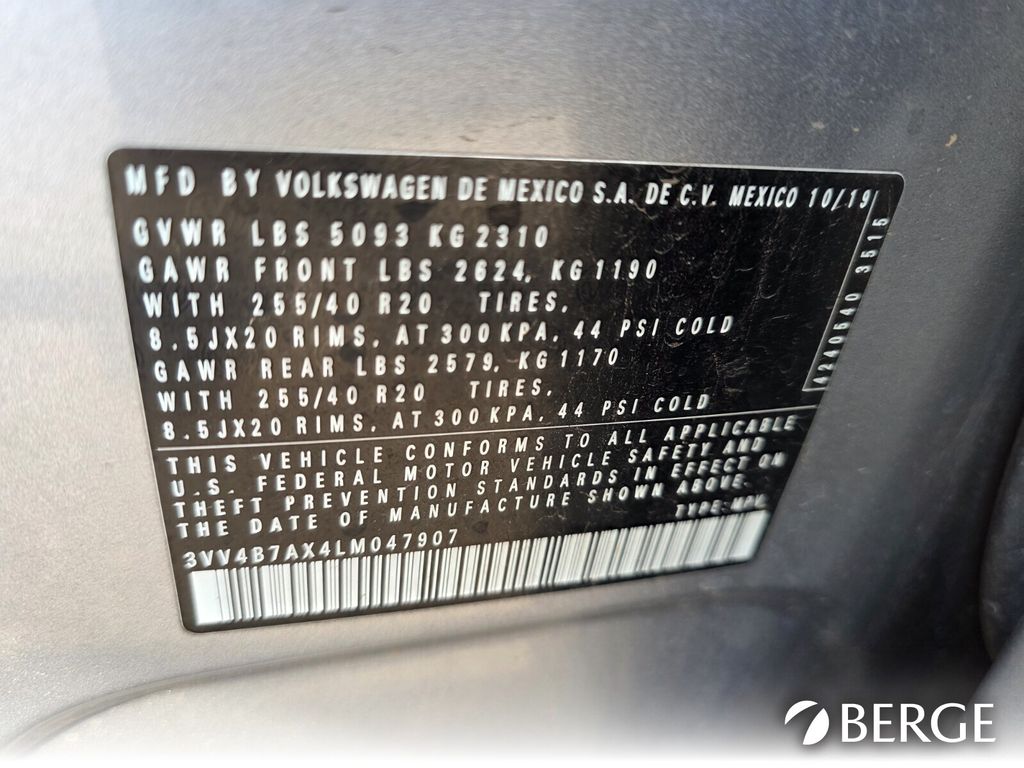 MFD BY VOLKSWAGEN DE MEXICO S.A. DE C.V. MEXICO 10/19
GVWR LBS 5093 KG2310
GAWR FRONT LBS 2624, KG1190
WITH 255/40 R20 TIRES,
8.5JX20 RIMS, AT 300KPA, 44 PSI COLD
GAWR REAR LBS 2579, KG1170
WITH 255/40 R20 TIRES,
8.5JX20 RIMS, AT 300KPA, 44 PSI COLD
4240540 3515
THIS VEHICLE CONFORMS TO ALL APPLICABLE
U.S. FEDERAL MOTOR VEHICLE SAFETY AND
THEFT PREVENTION STANDARDS IN EFFECT ON
THE DATE OF MANUFACTURE SHOWN ABOVE.
TYPE: MPV
3VV4B7AX4LM047907
BERGE